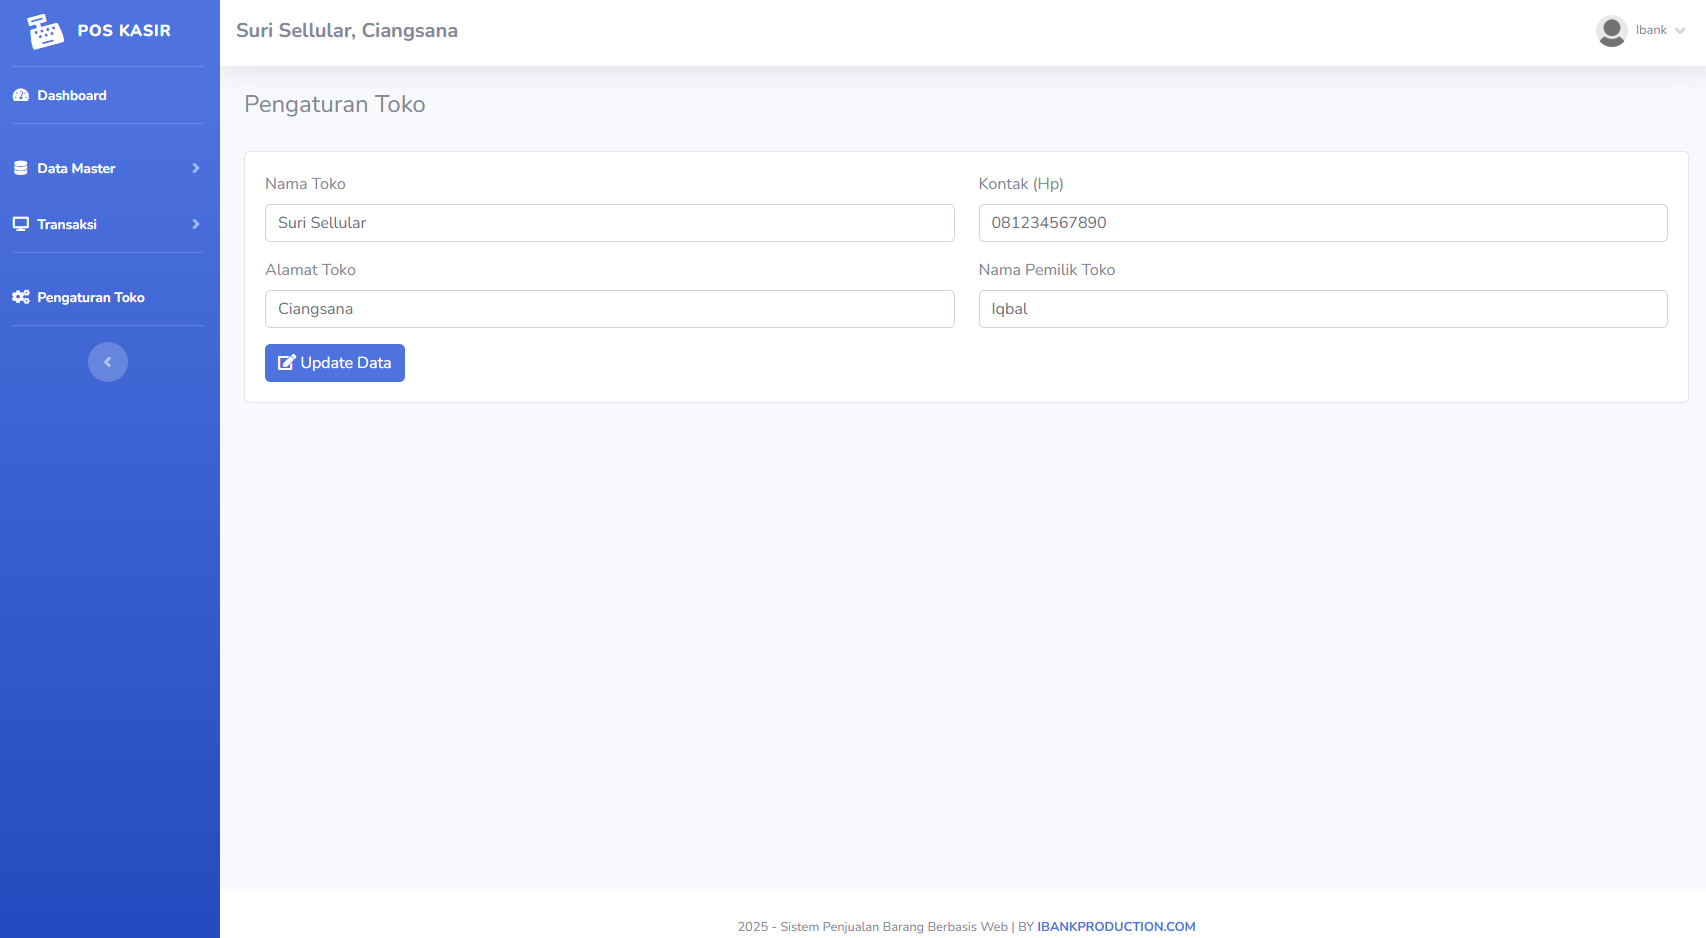 POS KASIR
Suri Sellular, Ciangsana
Ibank
Dashboard
Data Master
Transaksi
Pengaturan Toko
Pengaturan Toko
Nama Toko
Suri Sellular
Kontak (Hp)
081234567890
Alamat Toko
Ciangsana
Nama Pemilik Toko
Iqbal
Update Data
2025 - Sistem Penjualan Barang Berbasis Web | BY IBANKPRODUCTION.COM